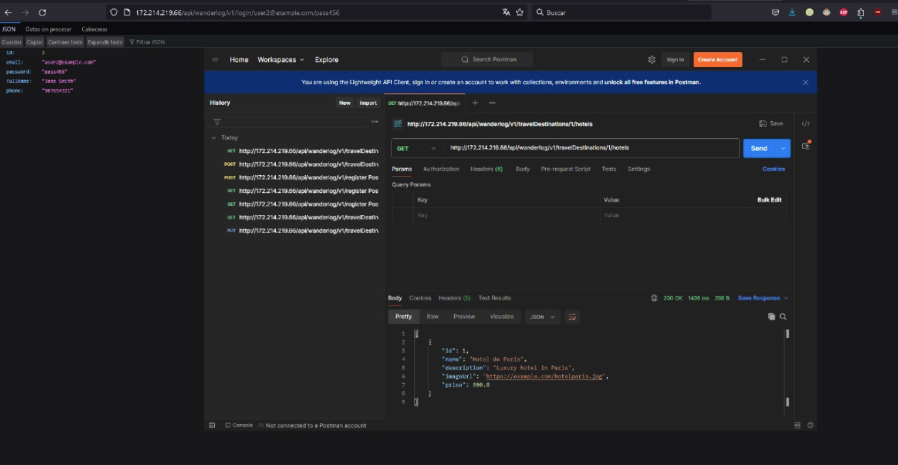 172.214.219.66/api/wanderlog/v1/login/user2@example.com/pass456
Buscar
JSON Datos sin procesar Cabeceras
Guardar Copiar Contraer todo Expandir todo Filtrar JSON
id:
email: "user2@example.com"
password: "pass456"
fullname: "Jane Smith"
phone: "987654321"
Home Workspaces Explore
Search Postman
Sign In Create Account
You are using the Lightweight API Client, sign in or create an account to work with collections, environments and unlock all free features in Postman.
History New Import
GET http://172.214.219.66/api
http://172.214.219.66/api/wanderlog/v1/travelDestinations/1/hotels
Save
Today
GET http://172.214.219.66/api/wanderlog/v1/travelDestin
POST http://172.214.219.66/api/wanderlog/v1/travelDestin
POST http://172.214.219.66/api/wanderlog/v1/register Pos
GET http://172.214.219.66/api/wanderlog/v1/register Pos
GET http://172.214.219.66/api/wanderlog/v1/register Pos
GET http://172.214.219.66/api/wanderlog/v1/travelDestin
PUT http://172.214.219.66/api/wanderlog/v1/travelDestin
GET http://172.214.219.66/api/wanderlog/v1/travelDestinations/1/hotels
Send
Params Authorization Headers (6) Body Pre-request Script Tests Settings
Cookies
Query Params
Key Value Bulk Edit
Key Value
Body Cookies Headers (5) Test Results
200 OK 1436 ms 298 B Save Response
Pretty Raw Preview Visualize JSON
1 [
2 {
3 "id": 1,
4 "name": "Hotel de Paris",
5 "description": "Luxury hotel in Paris",
6 "imageUrl": "https://example.com/hotelparis.jpg",
7 "price": 300.0
8 }
9 ]
Console Not connected to a Postman account